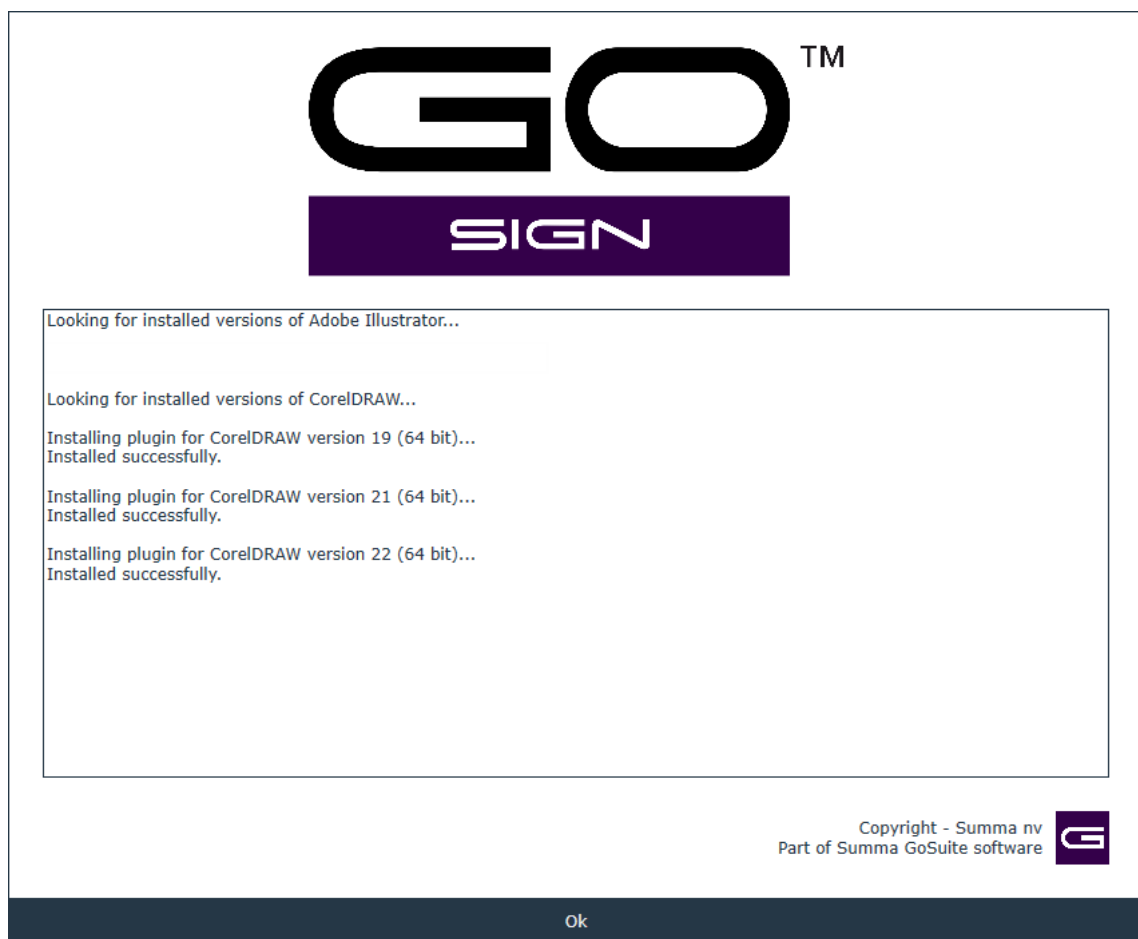 GO™
SIGN
Looking for installed versions of Adobe Illustrator...
Looking for installed versions of CorelDRAW...
Installing plugin for CorelDRAW version 19 (64 bit)...
Installed successfully.
Installing plugin for CorelDRAW version 21 (64 bit)...
Installed successfully.
Installing plugin for CorelDRAW version 22 (64 bit)...
Installed successfully.
Copyright - Summa nv
Part of Summa GoSuite software
G
Ok